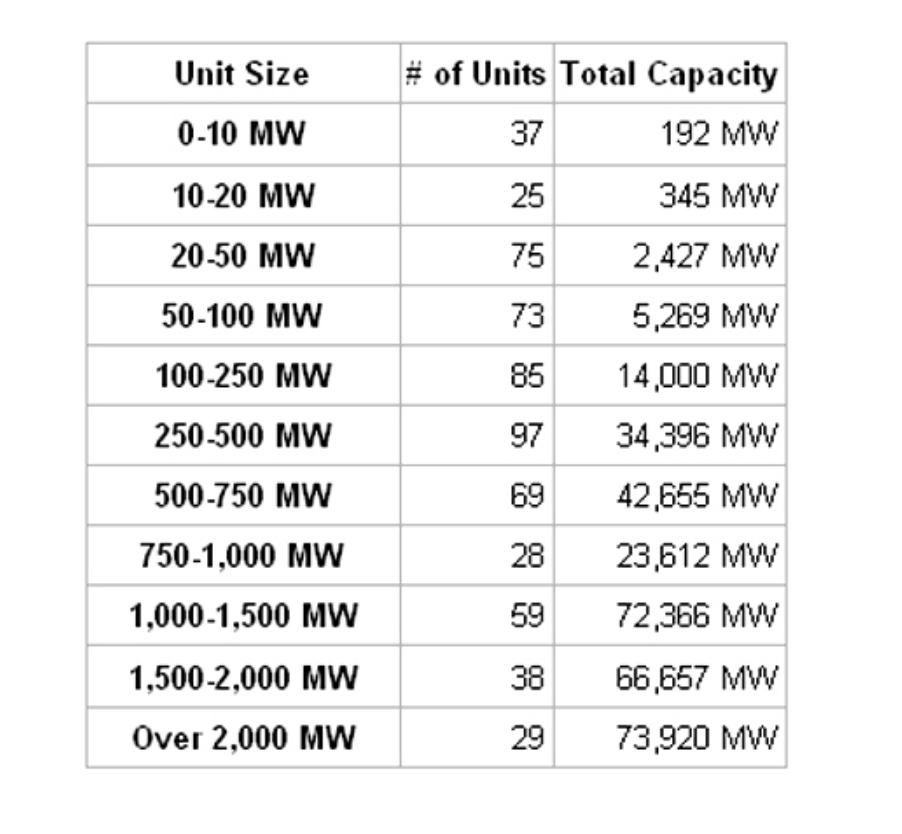 Unit Size # of Units Total Capacity
0-10 MW 37 192 MW
10-20 MW 25 345 MW
20-50 MW 75 2,427 MW
50-100 MW 73 5,269 MW
100-250 MW 85 14,000 MW
250-500 MW 97 34,396 MW
500-750 MW 69 42,655 MW
750-1,000 MW 28 23,612 MW
1,000-1,500 MW 59 72,366 MW
1,500-2,000 MW 38 66,657 MW
Over 2,000 MW 29 73,920 MW